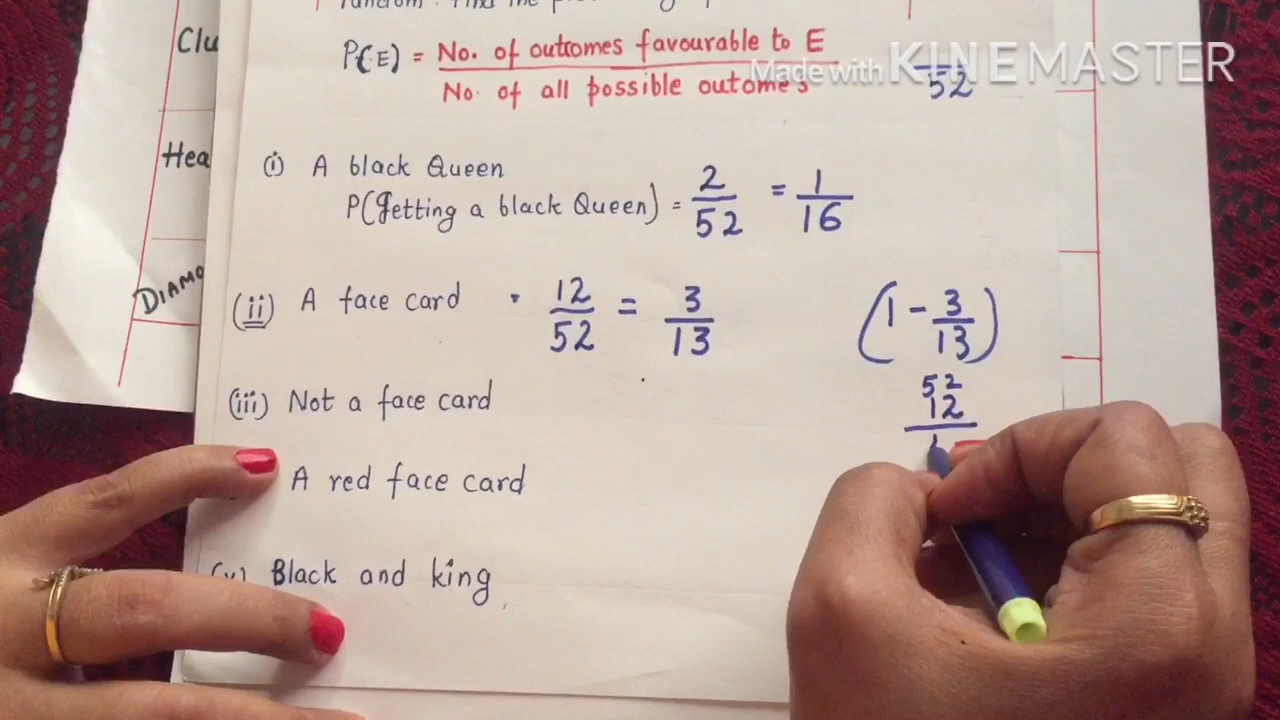 Clu
P(E) = No. of outcomes favourable to E
No. of all possible outcomes
52
Made with KINEMASTER
Hea
(i) A black Queen
P(getting a black Queen) = 2/52 = 1/16
DIAMO
(ii) A face card · 12/52 = 3/13
(1 - 3/13)
52
12
(iii) Not a face card
A red face card
(v) Black and king